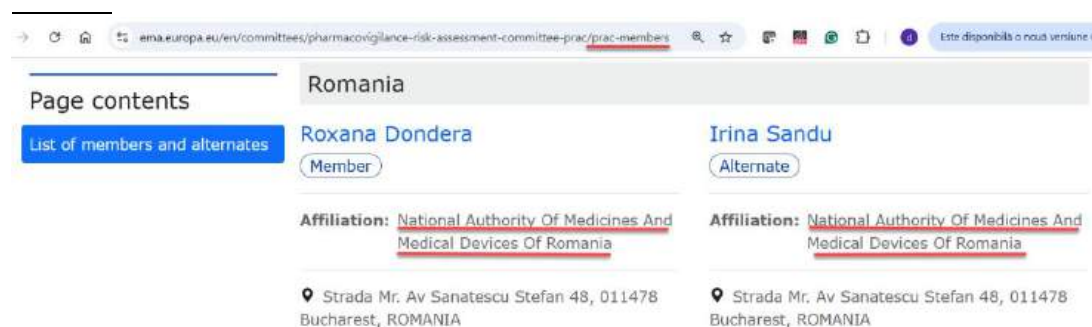 ema.europa.eu/en/committees/pharmacovigilance-risk-assessment-committee-prac/prac-members
Este disponibilă o nouă versiune
Page contents
List of members and alternates
Romania
Roxana Dondera
Member
Affiliation: National Authority Of Medicines And
Medical Devices Of Romania
Strada Mr. Av Sanatescu Stefan 48, 011478
Bucharest, ROMANIA
Irina Sandu
Alternate
Affiliation: National Authority Of Medicines And
Medical Devices Of Romania
Strada Mr. Av Sanatescu Stefan 48, 011478
Bucharest, ROMANIA